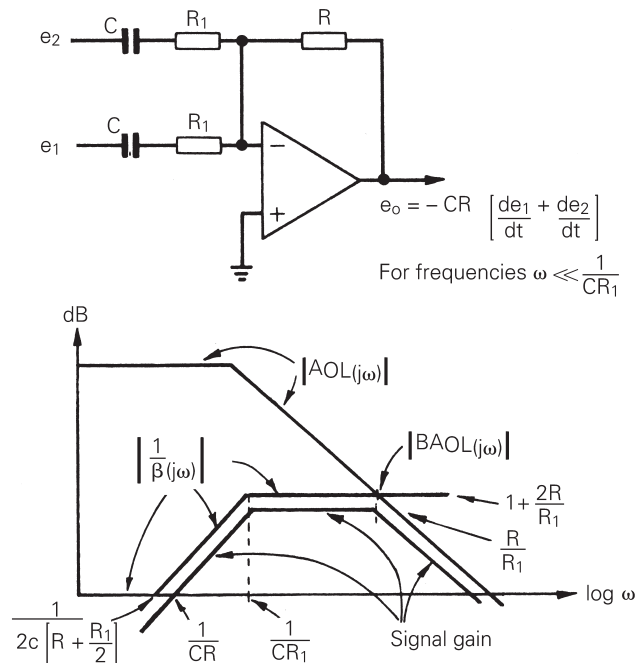 C R₁ R
e₂
C R₁
e₁
−
+
e₀ = − CR [de₁/dt + de₂/dt]
For frequencies ω ≪ 1/CR₁
dB
|AOL(jω)|
|1/β(jω)|
|BAOL(jω)|
1 + 2R/R₁
R/R₁
log ω
1/2c [R + R₁/2]
1/CR
1/CR₁
Signal gain